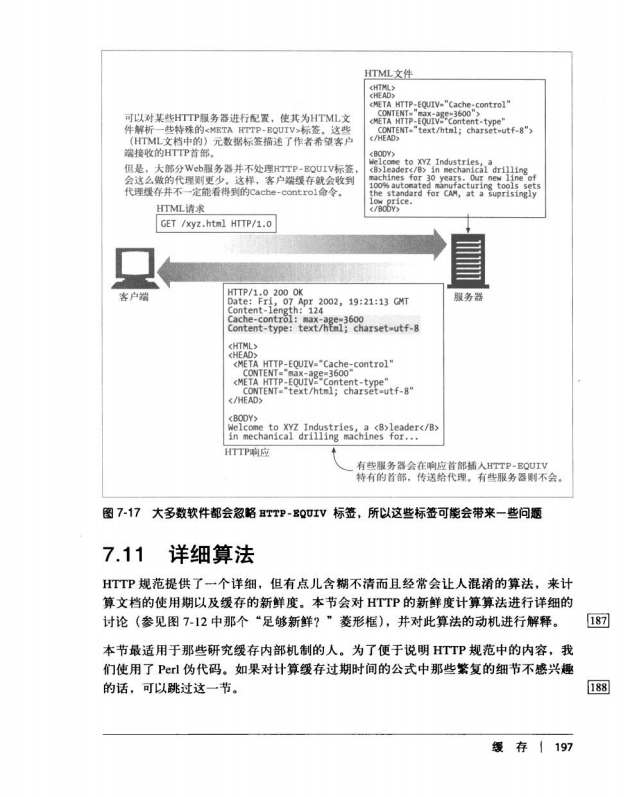 HTML文件
<HTML>
<HEAD>
<META HTTP-EQUIV="Cache-control"
CONTENT="max-age=3600">
<META HTTP-EQUIV="Content-type"
CONTENT="text/html; charset=utf-8">
</HEAD>
<BODY>
Welcome to XYZ Industries, a
<B>leader</B> in mechanical drilling
machines for 30 years. Our new line of
100% automated manufacturing tools sets
the standard for CAM, at a suprisingly
low price.
</BODY>
可以对某些HTTP服务器进行配置，使其为HTML文
件解析一些特殊的<META HTTP-EQUIV>标签。这些
（HTML文档中的）元数据标签描述了作者希望客户
端接收的HTTP首部。
但是，大部分Web服务器并不处理HTTP-EQUIV标签，
会这么做的代理则更少。这样，客户端缓存就会收到
代理缓存并不一定能看得到的Cache-control命令。
HTML请求
GET /xyz.html HTTP/1.0
客户端
服务器
HTTP/1.0 200 OK
Date: Fri, 07 Apr 2002, 19:21:13 GMT
Content-length: 124
Cache-control: max-age=3600
Content-type: text/html; charset=utf-8
<HTML>
<HEAD>
<META HTTP-EQUIV="Cache-control"
CONTENT="max-age=3600"
<META HTTP-EQUIV="Content-type"
CONTENT="text/html; charset=utf-8"
</HEAD>
<BODY>
Welcome to XYZ Industries, a <B>leader</B>
in mechanical drilling machines for...
HTTP响应
有些服务器会在响应首部插入HTTP-EQUIV
特有的首部，传送给代理。有些服务器则不会。
图 7-17 大多数软件都会忽略 HTTP-EQUIV 标签，所以这些标签可能会带来一些问题
7.11 详细算法
HTTP 规范提供了一个详细，但有点儿含糊不清而且经常会让人混淆的算法，来计
算文档的使用期以及缓存的新鲜度。本节会对 HTTP 的新鲜度计算算法进行详细的
讨论（参见图 7-12 中那个“足够新鲜？”菱形框），并对此算法的动机进行解释。 187
本节最适用于那些研究缓存内部机制的人。为了便于说明 HTTP 规范中的内容，我
们使用了 Perl 伪代码。如果对计算缓存过期时间的公式中那些繁复的细节不感兴趣
的话，可以跳过这一节。 188
缓 存 | 197